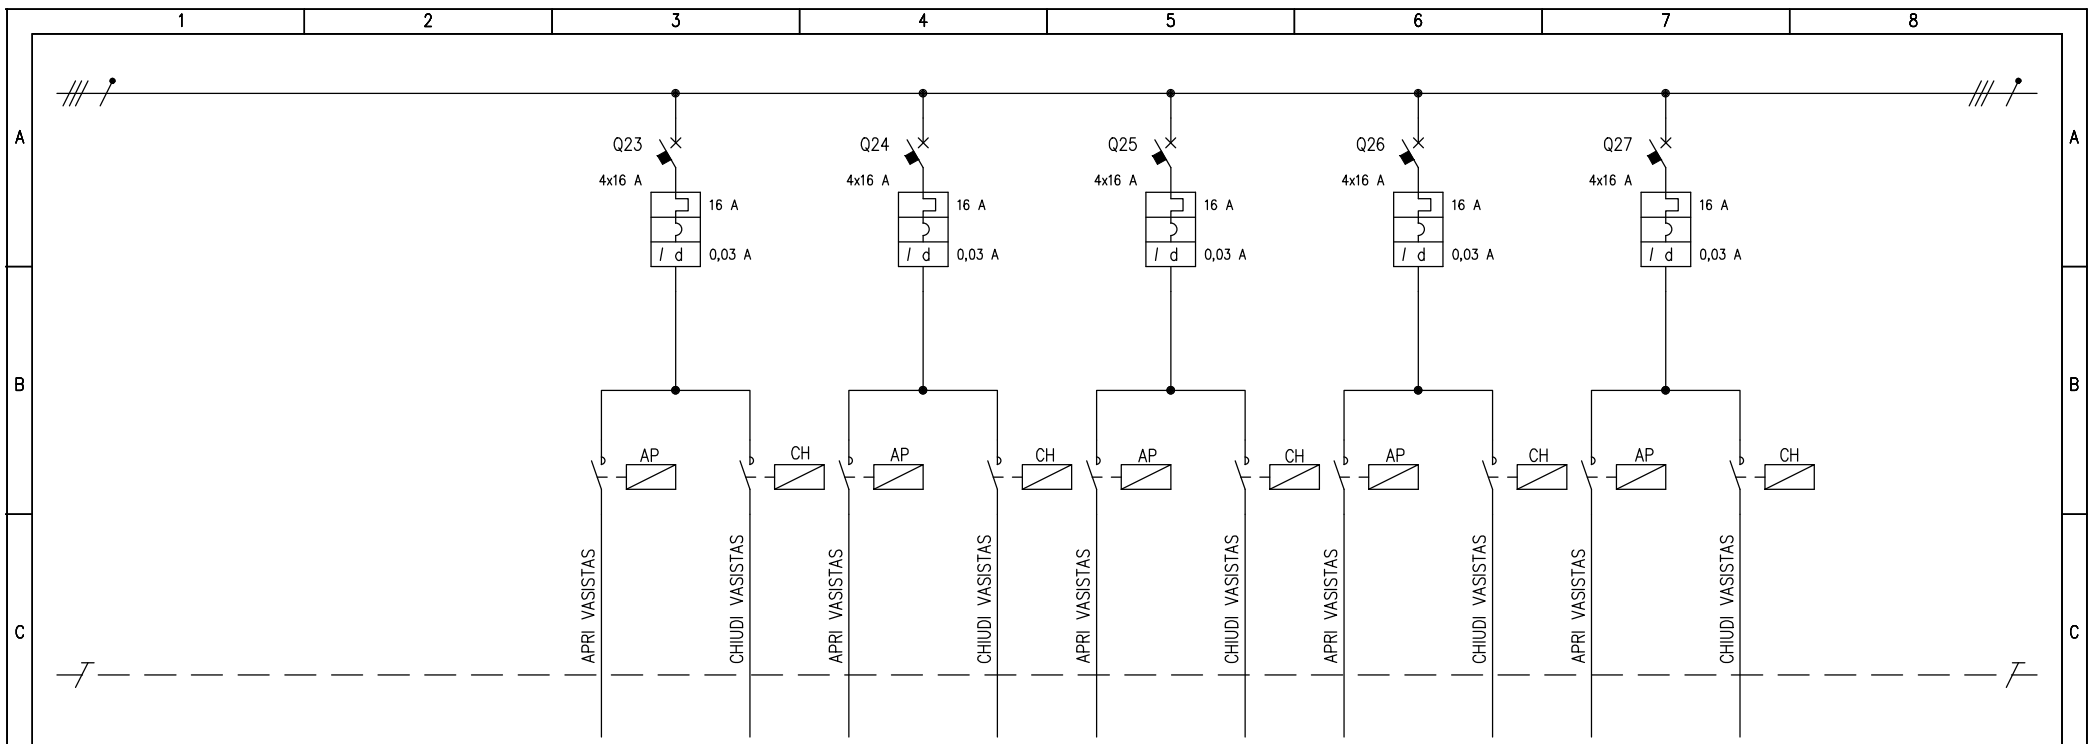 1 2 3 4 5 6 7 8
A A
Q23 Q24 Q25 Q26 Q27
4x16 A 4x16 A 4x16 A 4x16 A 4x16 A
16 A 16 A 16 A 16 A 16 A
I d 0,03 A I d 0,03 A I d 0,03 A I d 0,03 A I d 0,03 A
B B
AP CH AP CH AP CH AP CH AP CH
APRI VASISTAS
CHIUDI VASISTAS
APRI VASISTAS
CHIUDI VASISTAS
APRI VASISTAS
CHIUDI VASISTAS
APRI VASISTAS
CHIUDI VASISTAS
APRI VASISTAS
CHIUDI VASISTAS
C C